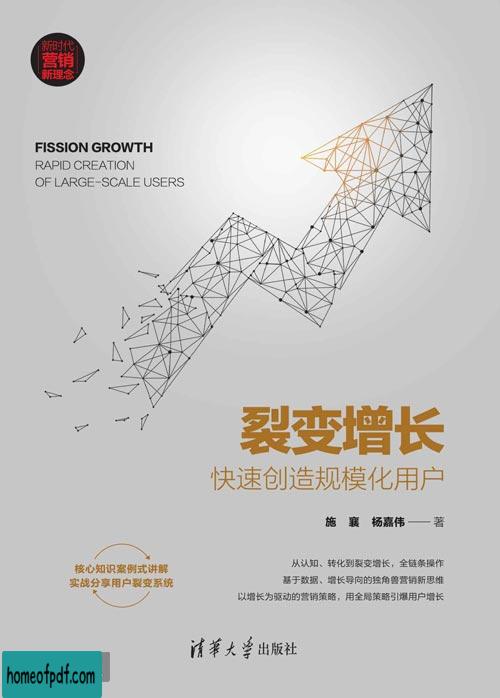 新时代
营销
新理念
FISSION GROWTH
RAPID CREATION
OF LARGE-SCALE USERS
裂变增长
快速创造规模化用户
施 襄 杨嘉伟——著
核心知识案例式讲解
实战分享用户裂变系统
从认知、转化到裂变增长，全链条操作
基于数据、增长导向的独角兽营销新思维
以增长为驱动的营销策略，用全局策略引爆用户增长
清华大学出版社
homeofpdf.com